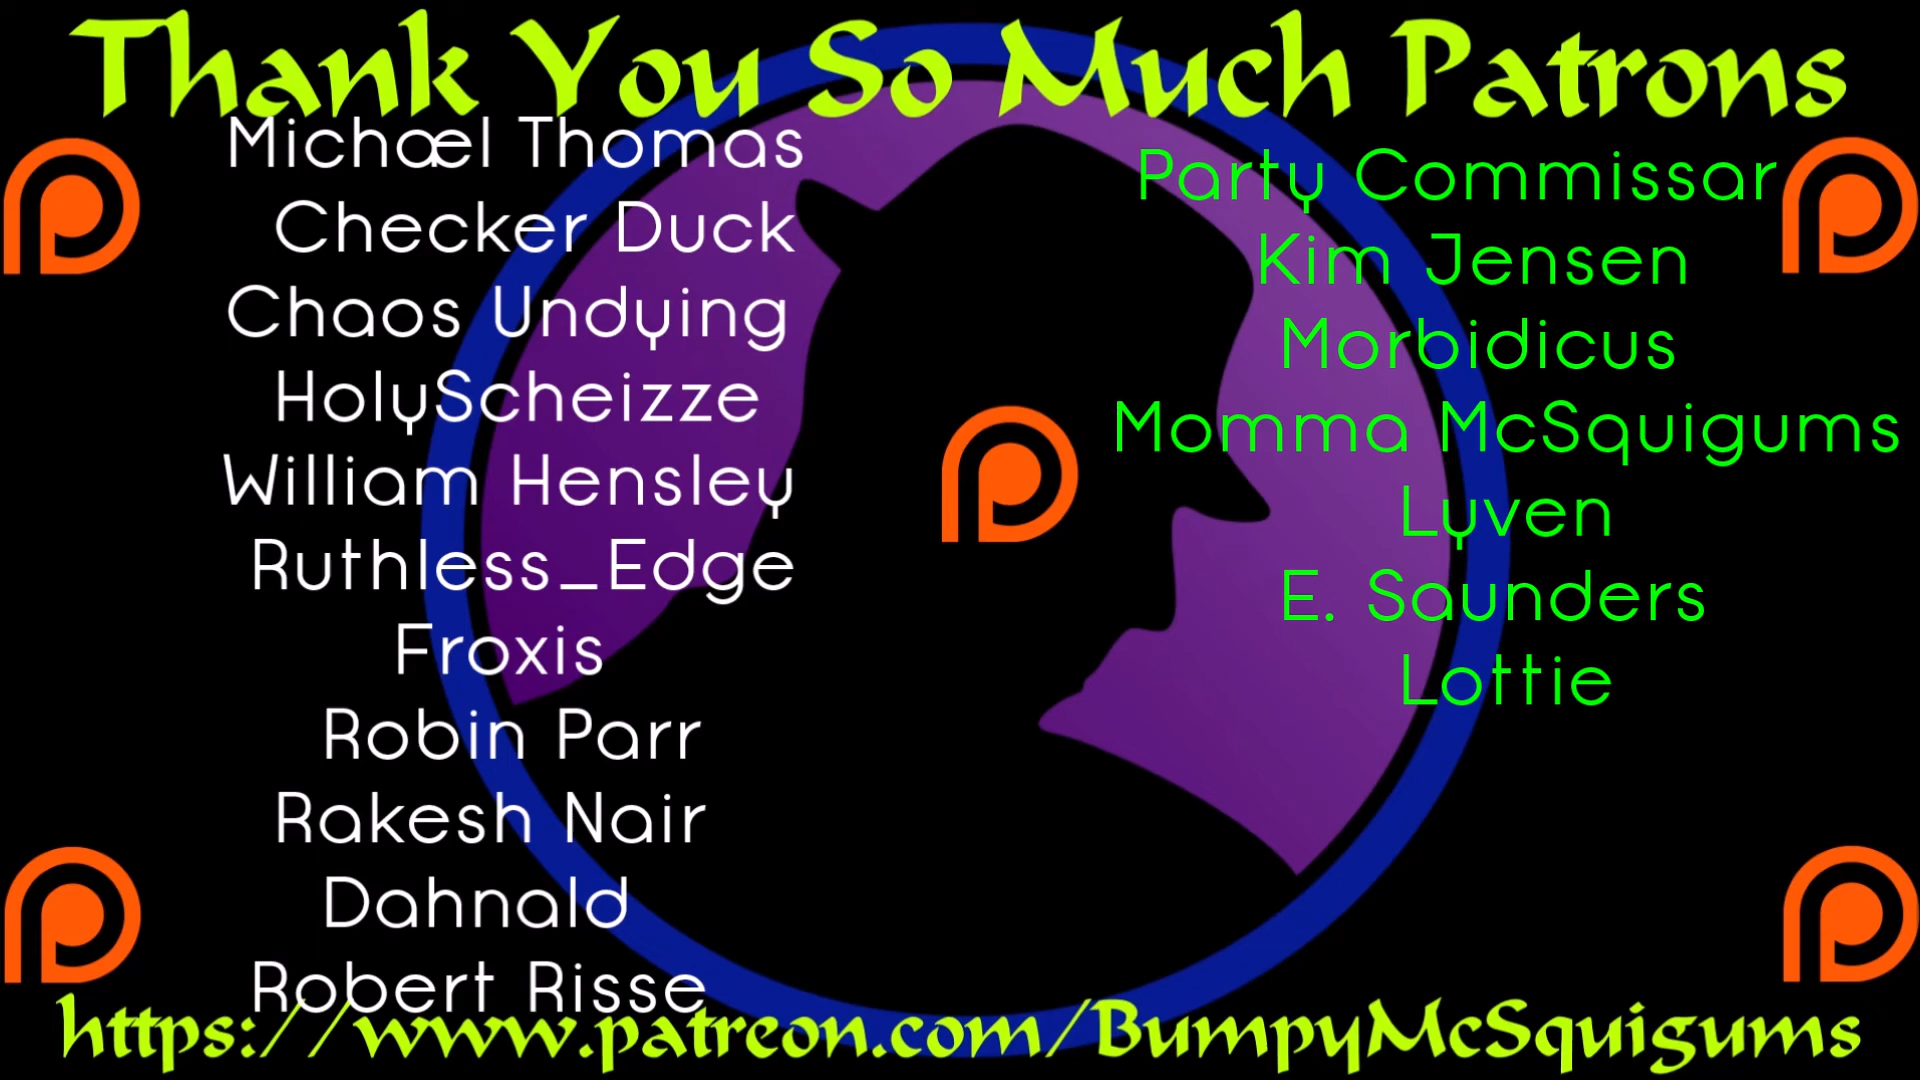 Thank You So Much Patrons
Michael Thomas
Checker Duck
Chaos Undying
HolyScheizze
William Hensley
Ruthless_Edge
Froxis
Robin Parr
Rakesh Nair
Dahnald
Robert Risse
Party Commissar
Kim Jensen
Morbidicus
Momma McSquigums
Lyven
E. Saunders
Lottie
https://www.patreon.com/BumpyMcSquigums